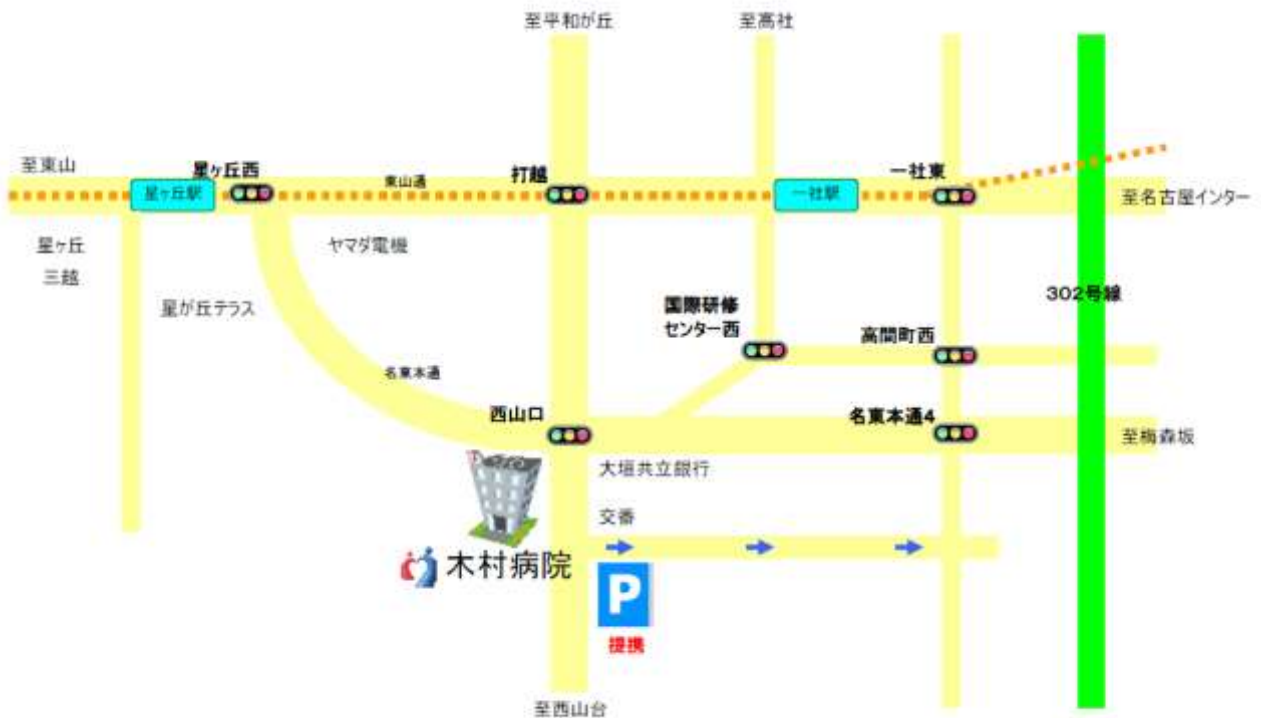 至平和が丘
至高社
至東山
星ヶ丘西
東山通
打越
一社東
星ヶ丘駅
一社駅
至名古屋インター
星ヶ丘
三越
ヤマダ電機
星が丘テラス
国際研修
センター西
高間町西
302号線
名東本通
西山口
名東本通4
至梅森坂
大垣共立銀行
交番
木村病院
P
提携
至西山台